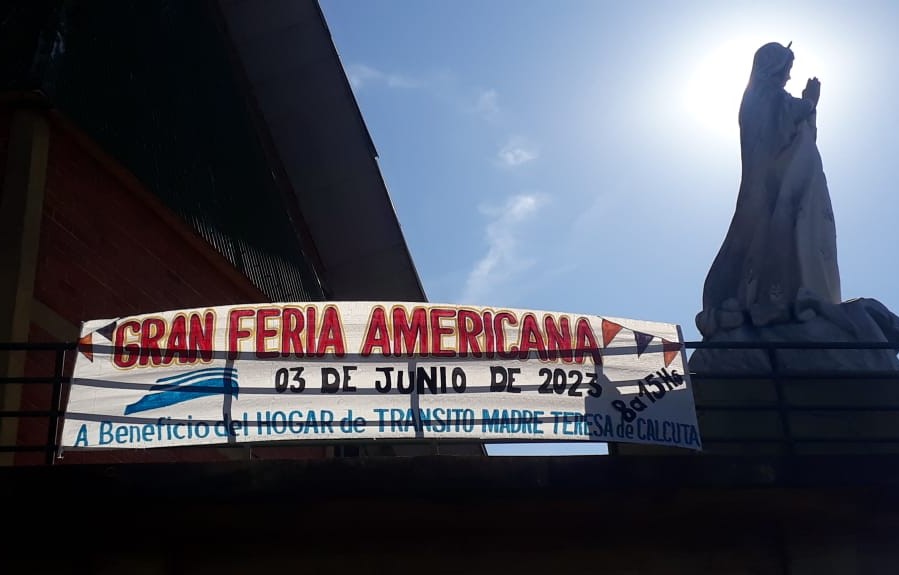 GRAN FERIA AMERICANA
03 DE JUNIO DE 2023
8 a 15 Hs
A Beneficio del HOGAR de TRANSITO MADRE TERESA de CALCUTA